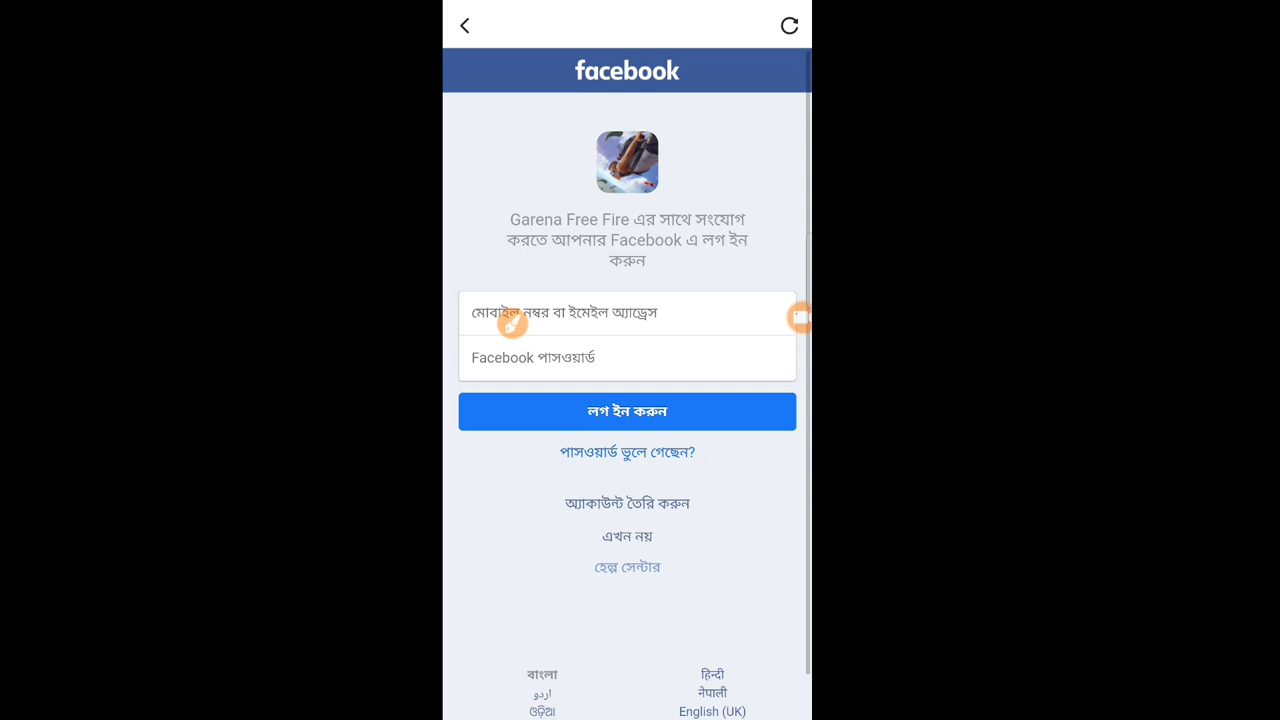 facebook
Garena Free Fire এর সাথে সংযোগ
করতে আপনার Facebook এ লগ ইন
করুন
মোবাইল নম্বর বা ইমেইল অ্যাড্রেস
Facebook পাসওয়ার্ড
লগ ইন করুন
পাসওয়ার্ড ভুলে গেছেন?
অ্যাকাউন্ট তৈরি করুন
এখন নয়
হেল্প সেন্টার
বাংলা
हिन्दी
اردو
नेपाली
ଓଡ଼ିଆ
English (UK)